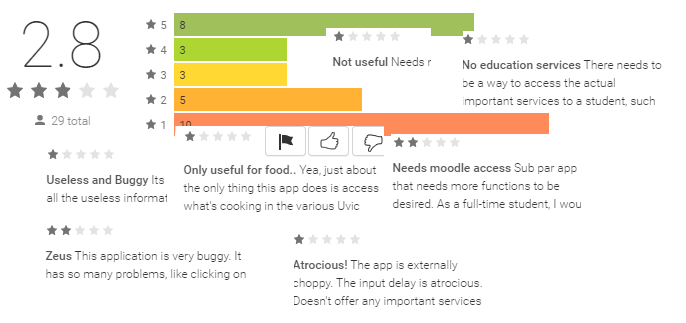 2.8
29 total
5 8
4 3
3 3
2 5
1 10
Not useful Needs r
No education services There needs to
be a way to access the actual
important services to a student, such
Useless and Buggy Its
all the useless informat
Only useful for food.. Yea, just about
the only thing this app does is access
what's cooking in the various Uvic
Needs moodle access Sub par app
that needs more functions to be
desired. As a full-time student, I wou
Zeus This application is very buggy. It
has so many problems, like clicking on
Atrocious! The app is externally
choppy. The input delay is atrocious.
Doesn't offer any important services